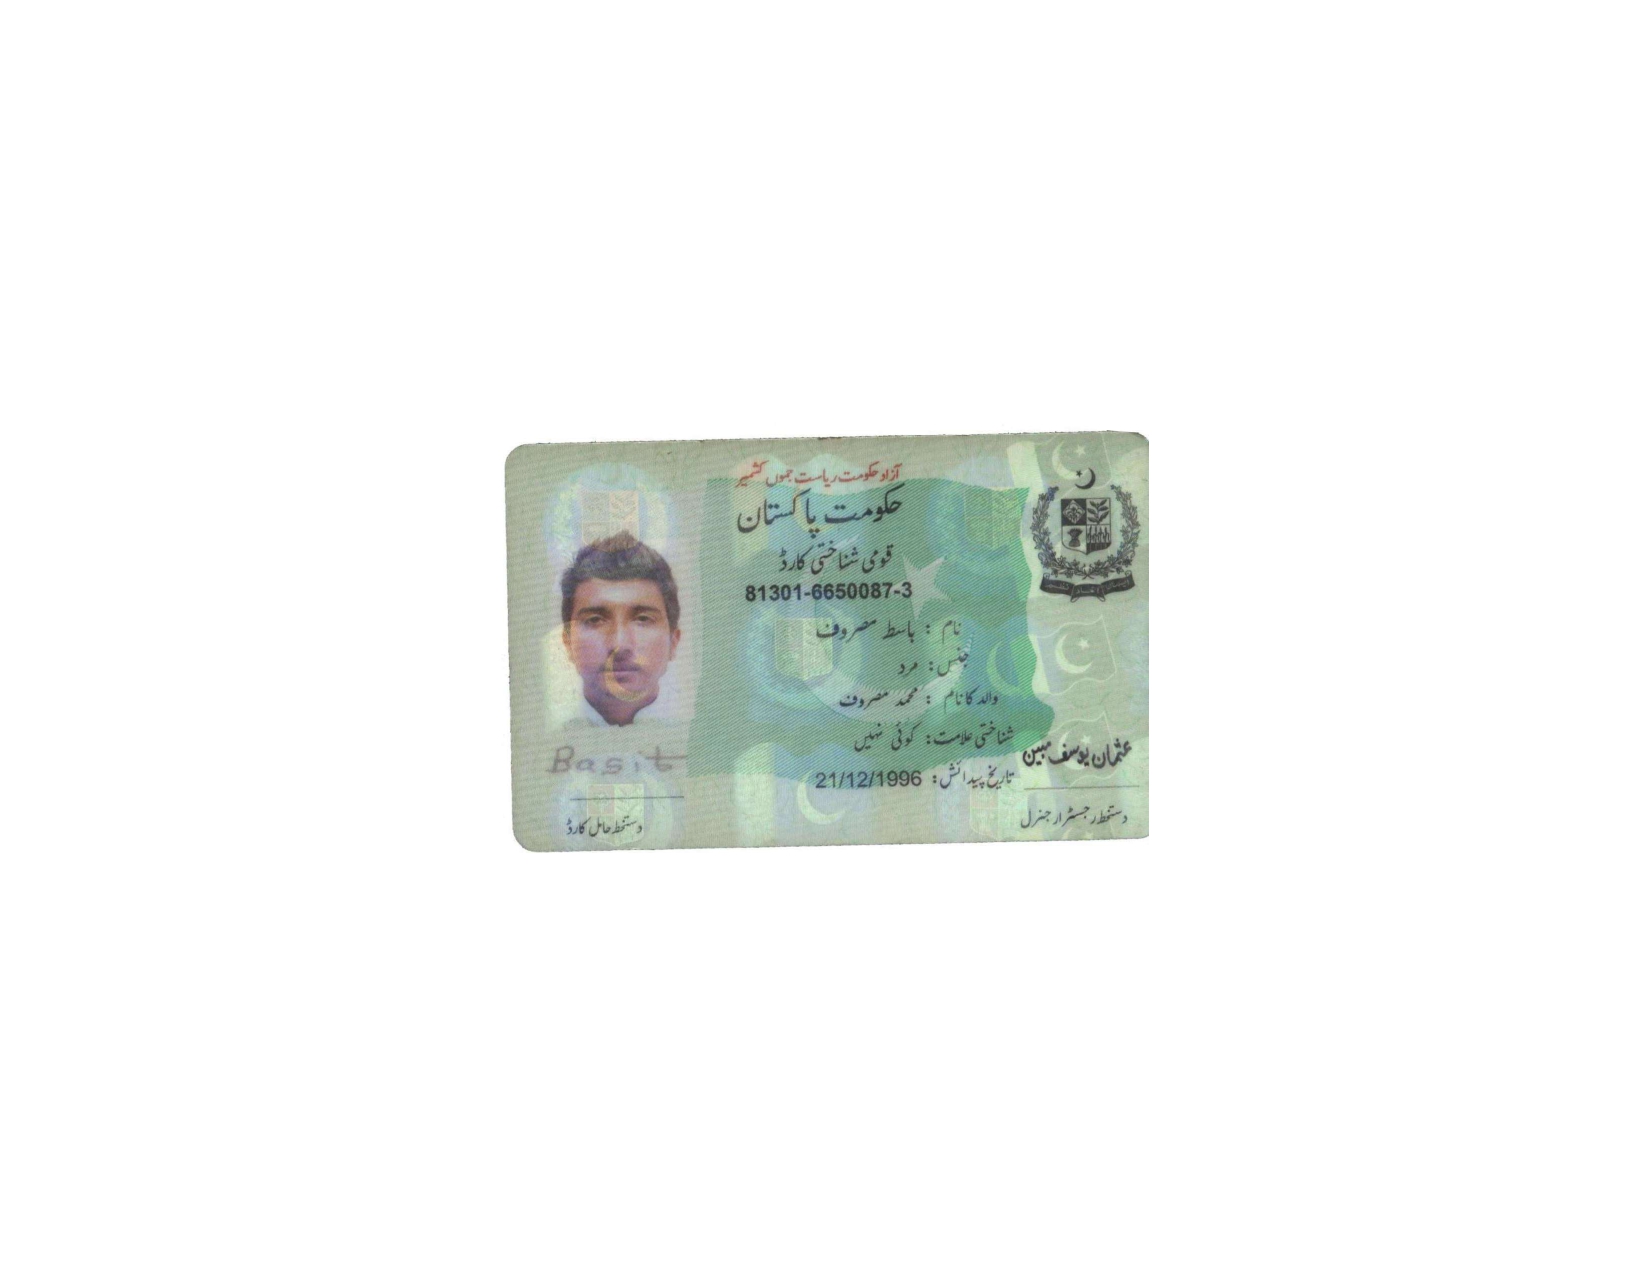 آزاد حکومت ریاست جموں کشمیر
حکومت پاکستان
قومی شناختی کارڈ
81301-6650087-3
نام : باسط مصروف
جنس: مرد
والد کا نام : محمد مصروف
شناختی علامت: کوئی نہیں
تاریخ پیدائش: 21/12/1996
Basit
دستخط حامل کارڈ
عثمان یوسف مبین
دستخط رجسٹرار جنرل